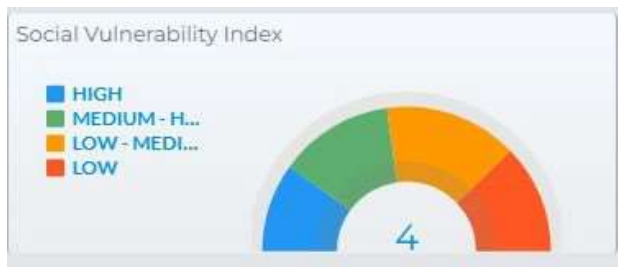 Social Vulnerability Index
HIGH
MEDIUM - H...
LOW - MEDI...
LOW
4